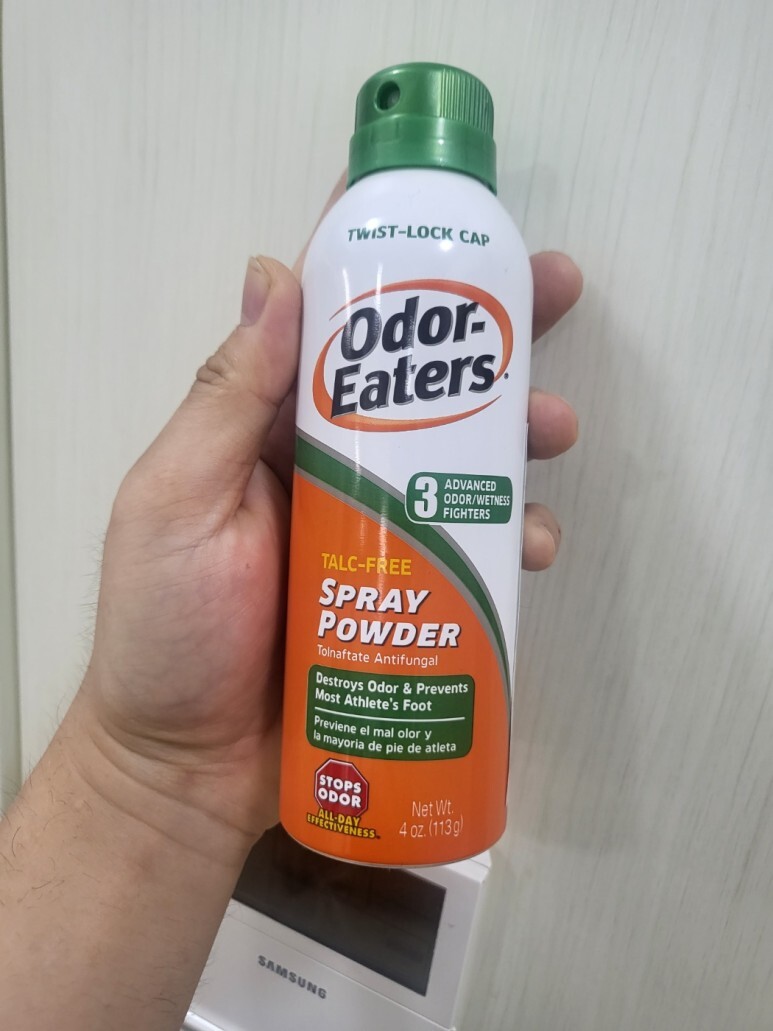 TWIST-LOCK CAP
Odor-
Eaters.
3 ADVANCED
ODOR/WETNESS
FIGHTERS
TALC-FREE
SPRAY
POWDER
Tolnaftate Antifungal
Destroys Odor & Prevents
Most Athlete's Foot
Previene el mal olor y
la mayoria de pie de atleta
STOPS
ODOR
ALL-DAY
EFFECTIVENESS™
Net Wt.
4 oz. (113g)
SAMSUNG